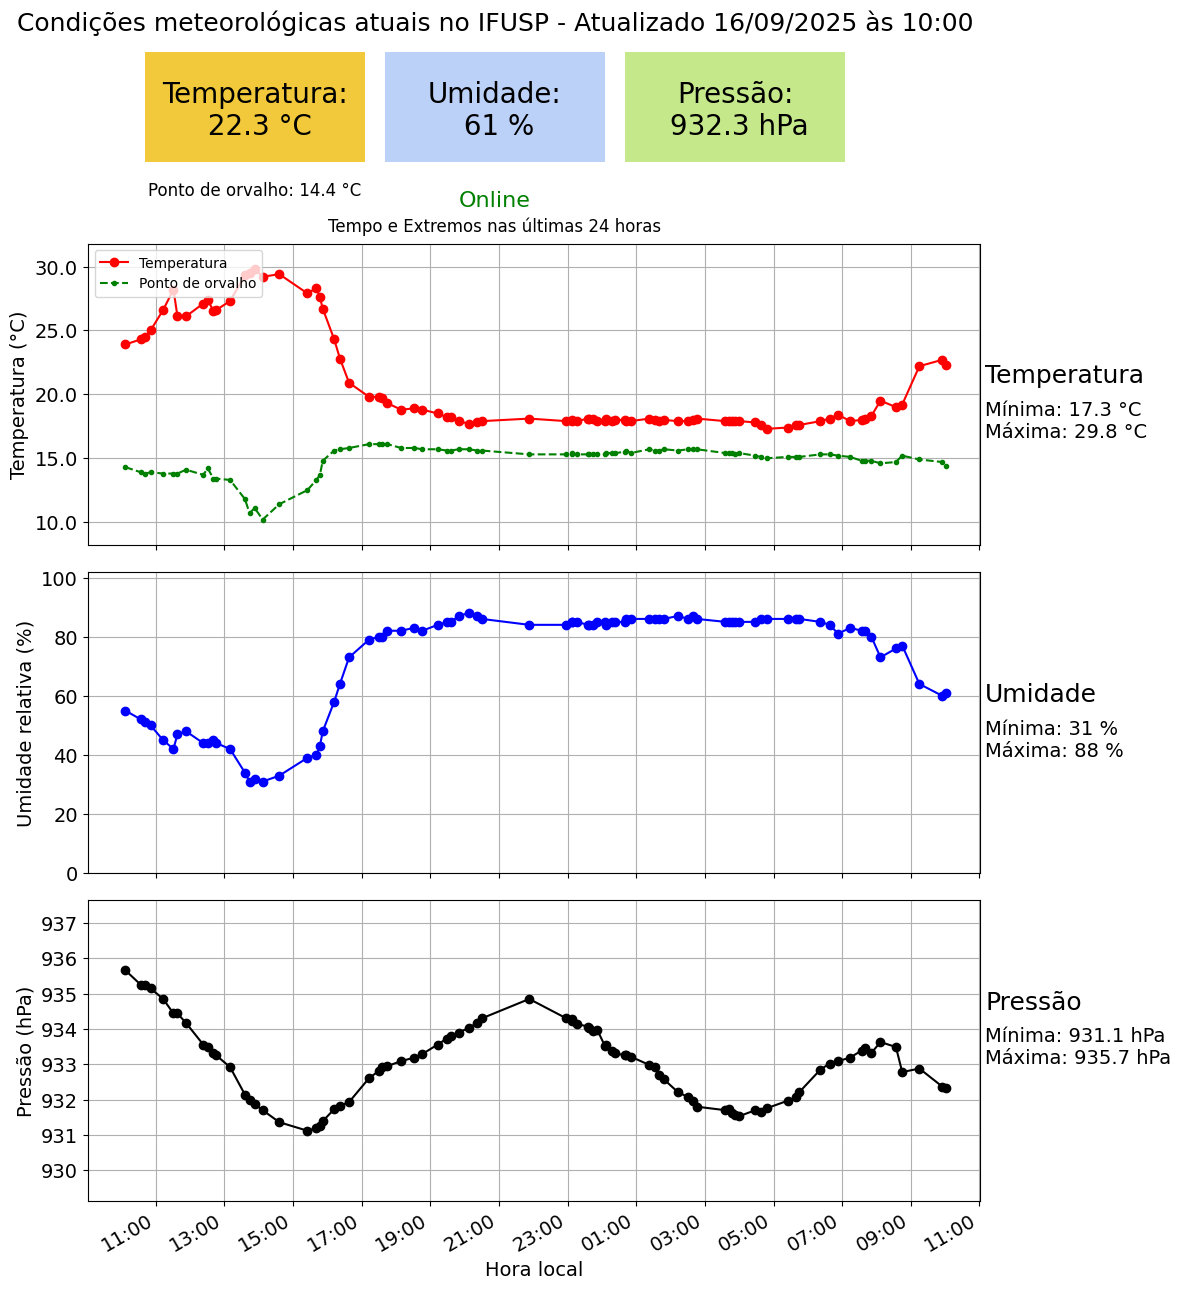 Condições meteorológicas atuais no IFUSP - Atualizado 16/09/2025 às 10:00
Temperatura:
22.3 °C
Umidade:
61 %
Pressão:
932.3 hPa
Ponto de orvalho: 14.4 °C
Online
Tempo e Extremos nas últimas 24 horas
Temperatura
Ponto de orvalho
Temperatura (°C)
30.0
25.0
20.0
15.0
10.0
Temperatura
Mínima: 17.3 °C
Máxima: 29.8 °C
Umidade relativa (%)
100
80
60
40
20
0
Umidade
Mínima: 31 %
Máxima: 88 %
Pressão (hPa)
937
936
935
934
933
932
931
930
Pressão
Mínima: 931.1 hPa
Máxima: 935.7 hPa
11:00 13:00 15:00 17:00 19:00 21:00 23:00 01:00 03:00 05:00 07:00 09:00 11:00
Hora local